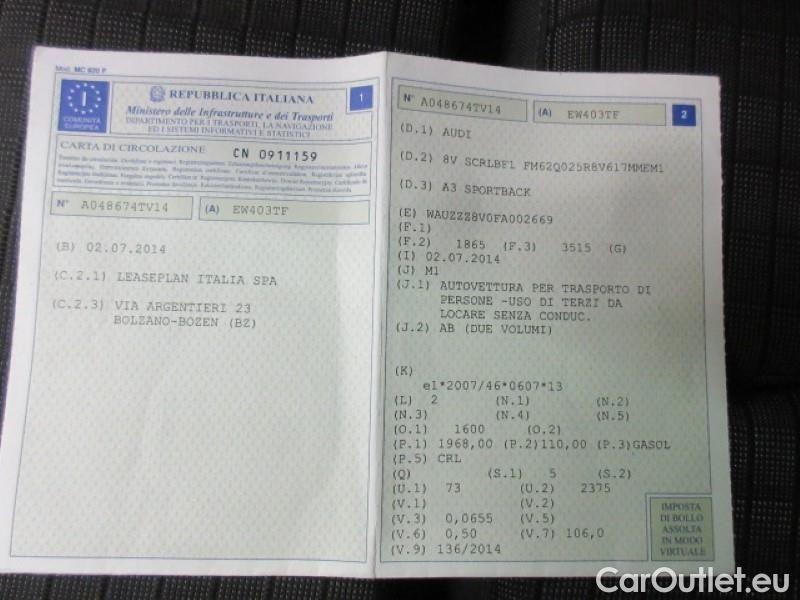 Mod. MC 820 F
I
COMUNITÀ
EUROPEA
REPUBBLICA ITALIANA
1
Ministero delle Infrastrutture e dei Trasporti
DIPARTIMENTO PER I TRASPORTI, LA NAVIGAZIONE
ED I SISTEMI INFORMATIVI E STATISTICI
CARTA DI CIRCOLAZIONE
CN 0911159
N° A048674TV14 (A) EW403TF
(B) 02.07.2014
(C.2.1) LEASEPLAN ITALIA SPA
(C.2.3) VIA ARGENTIERI 23
BOLZANO-BOZEN (BZ)
N° A048674TV14 (A) EW403TF 2
(D.1) AUDI
(D.2) 8V SCRLBF1 FM62Q025R8V617MMEM1
(D.3) A3 SPORTBACK
(E) WAUZZZ8V0FA002669
(F.1)
(F.2) 1865 (F.3) 3515 (G)
(I) 02.07.2014
(J) M1
(J.1) AUTOVETTURA PER TRASPORTO DI
PERSONE -USO DI TERZI DA
LOCARE SENZA CONDUC.
(J.2) AB (DUE VOLUMI)
(K)
e1*2007/46*0607*13
(L) 2 (N.1) (N.2)
(N.3) (N.4) (N.5)
(O.1) 1600 (O.2)
(P.1) 1968,00 (P.2)110,00 (P.3)GASOL
(P.5) CRL
(Q) (S.1) 5 (S.2)
(U.1) 73 (U.2) 2375
(V.1) (V.2)
(V.3) 0,0655 (V.5)
(V.6) 0,50 (V.7) 106,0
(V.9) 136/2014
IMPOSTA
DI BOLLO
ASSOLTA
IN MODO
VIRTUALE
CarOutlet.eu